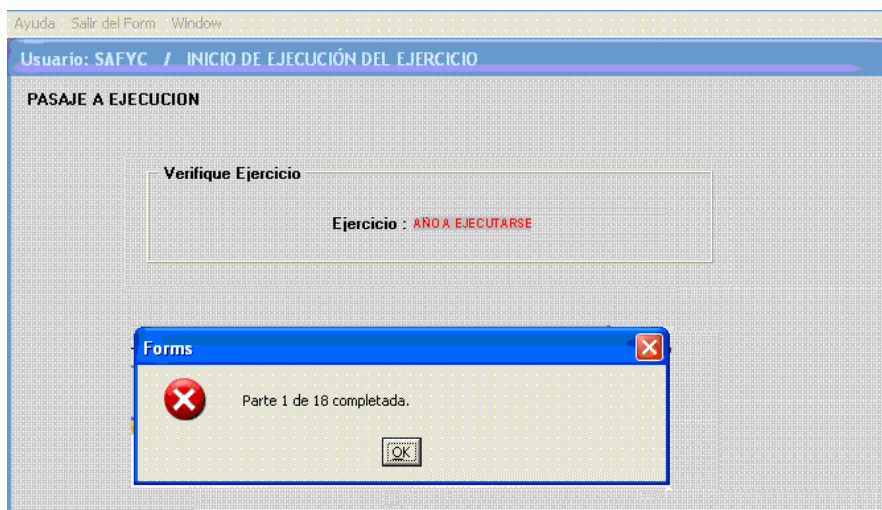 Ayuda Salir del Form Window
Usuario: SAFYC / INICIO DE EJECUCIÓN DEL EJERCICIO
PASAJE A EJECUCION
Verifique Ejercicio
Ejercicio : AÑO A EJECUTARSE
Forms
Parte 1 de 18 completada.
OK